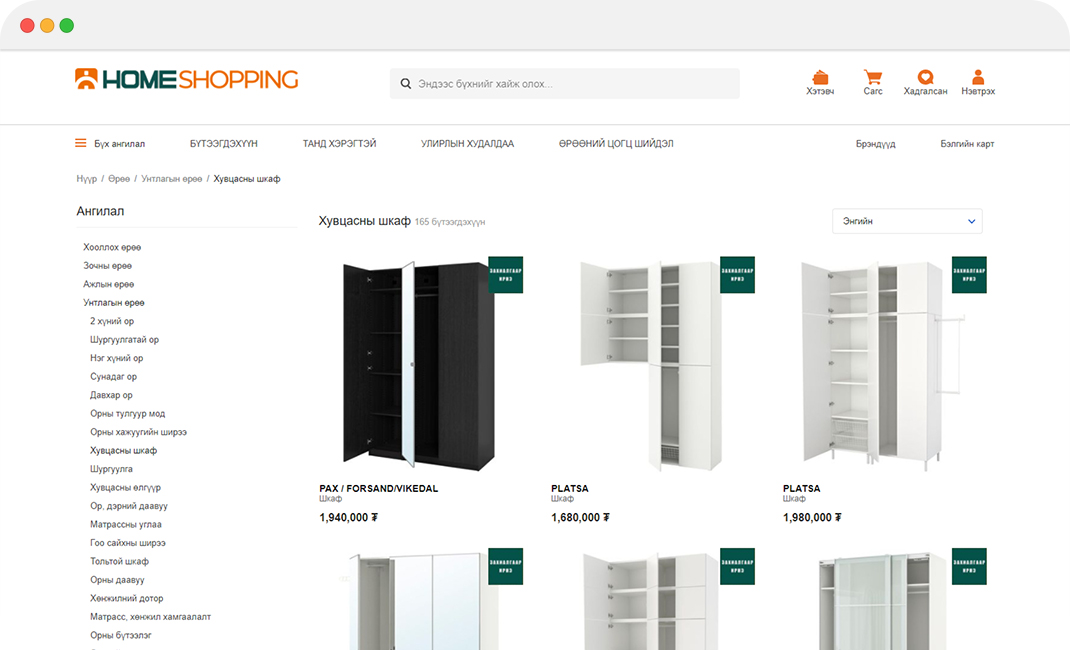 HOMESHOPPING
Эндээс бүхнийг хайж олох...
Хэтэвч
Сагс
Хадгалсан
Нэвтрэх
Бүх ангилал
БҮТЭЭГДЭХҮҮН
ТАНД ХЭРЭГТЭЙ
УЛИРЛЫН ХУДАЛДАА
ӨРӨӨНИЙ ЦОГЦ ШИЙДЭЛ
Брэндүүд
Бэлгийн карт
Нүүр / Өрөө / Унтлагын өрөө / Хувцасны шкаф
Ангилал
Хооллох өрөө
Зочны өрөө
Ажлын өрөө
Унтлагын өрөө
2 хүний ор
Шургуулгатай ор
Нэг хүний ор
Сунадаг ор
Давхар ор
Орны тулгуур мод
Орны хажуугийн ширээ
Хувцасны шкаф
Шургуулга
Хувцасны өлгүүр
Ор, дэрний даавуу
Матрассны углаа
Гоо сайхны ширээ
Тольтой шкаф
Орны даавуу
Хөнжилний дотор
Матрасс, хөнжил хамгаалалт
Орны бүтээлэг
Хувцасны шкаф 165 бүтээгдэхүүн
Энгийн
ЗАХИАЛГААР
ИРНЭ
PAX / FORSAND/VIKEDAL
Шкаф
1,940,000 ₮
ЗАХИАЛГААР
ИРНЭ
PLATSA
Шкаф
1,680,000 ₮
ЗАХИАЛГААР
ИРНЭ
PLATSA
Шкаф
1,980,000 ₮
ЗАХИАЛГААР
ИРНЭ
ЗАХИАЛГААР
ИРНЭ
ЗАХИАЛГААР
ИРНЭ